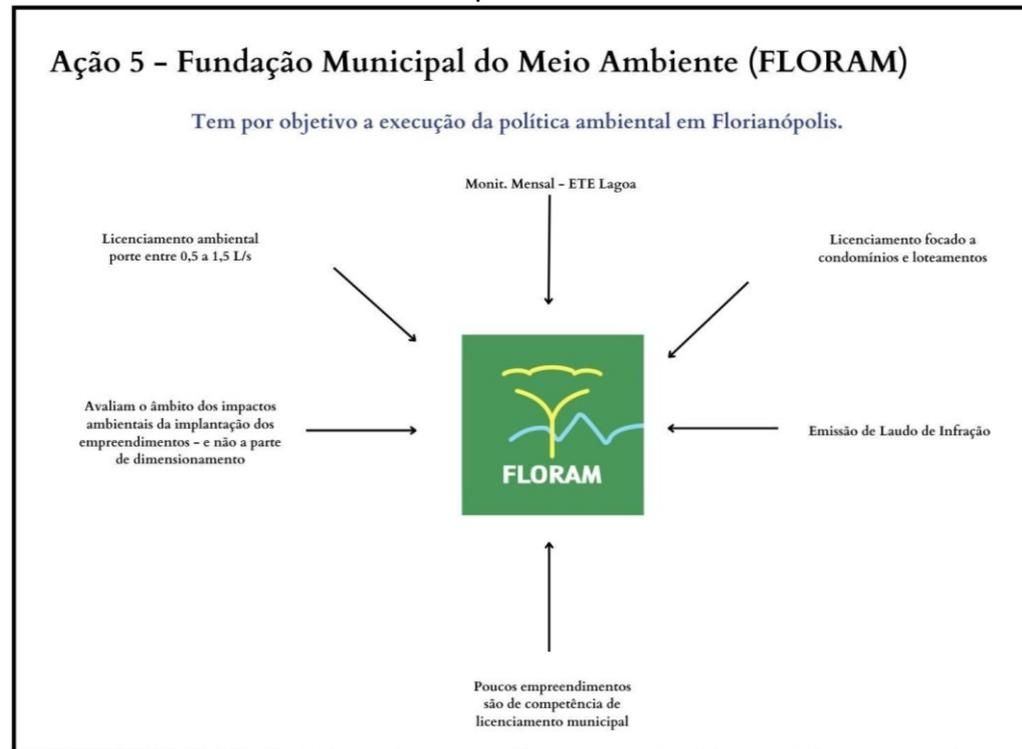 Ação 5 - Fundação Municipal do Meio Ambiente (FLORAM)
Tem por objetivo a execução da política ambiental em Florianópolis.
Monit. Mensal - ETE Lagoa
Licenciamento ambiental
porte entre 0,5 a 1,5 L/s
Licenciamento focado a
condomínios e loteamentos
Avaliam o âmbito dos impactos
ambientais da implantação dos
empreendimentos - e não a parte
de dimensionamento
FLORAM
Emissão de Laudo de Infração
Poucos empreendimentos
são de competência de
licenciamento municipal